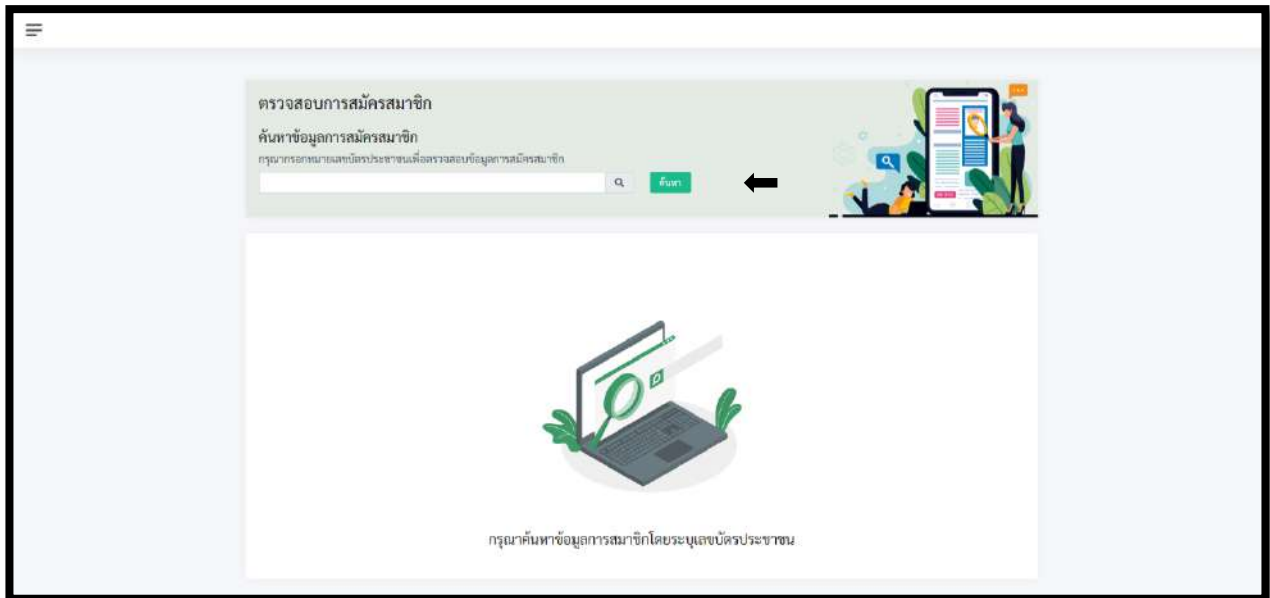 ตรวจสอบการสมัครสมาชิก
ค้นหาข้อมูลการสมัครสมาชิก
กรุณากรอกหมายเลขบัตรประชาชนเพื่อตรวจสอบข้อมูลการสมัครสมาชิก
ค้นหา
กรุณาค้นหาข้อมูลการสมาชิกโดยระบุเลขบัตรประชาชน